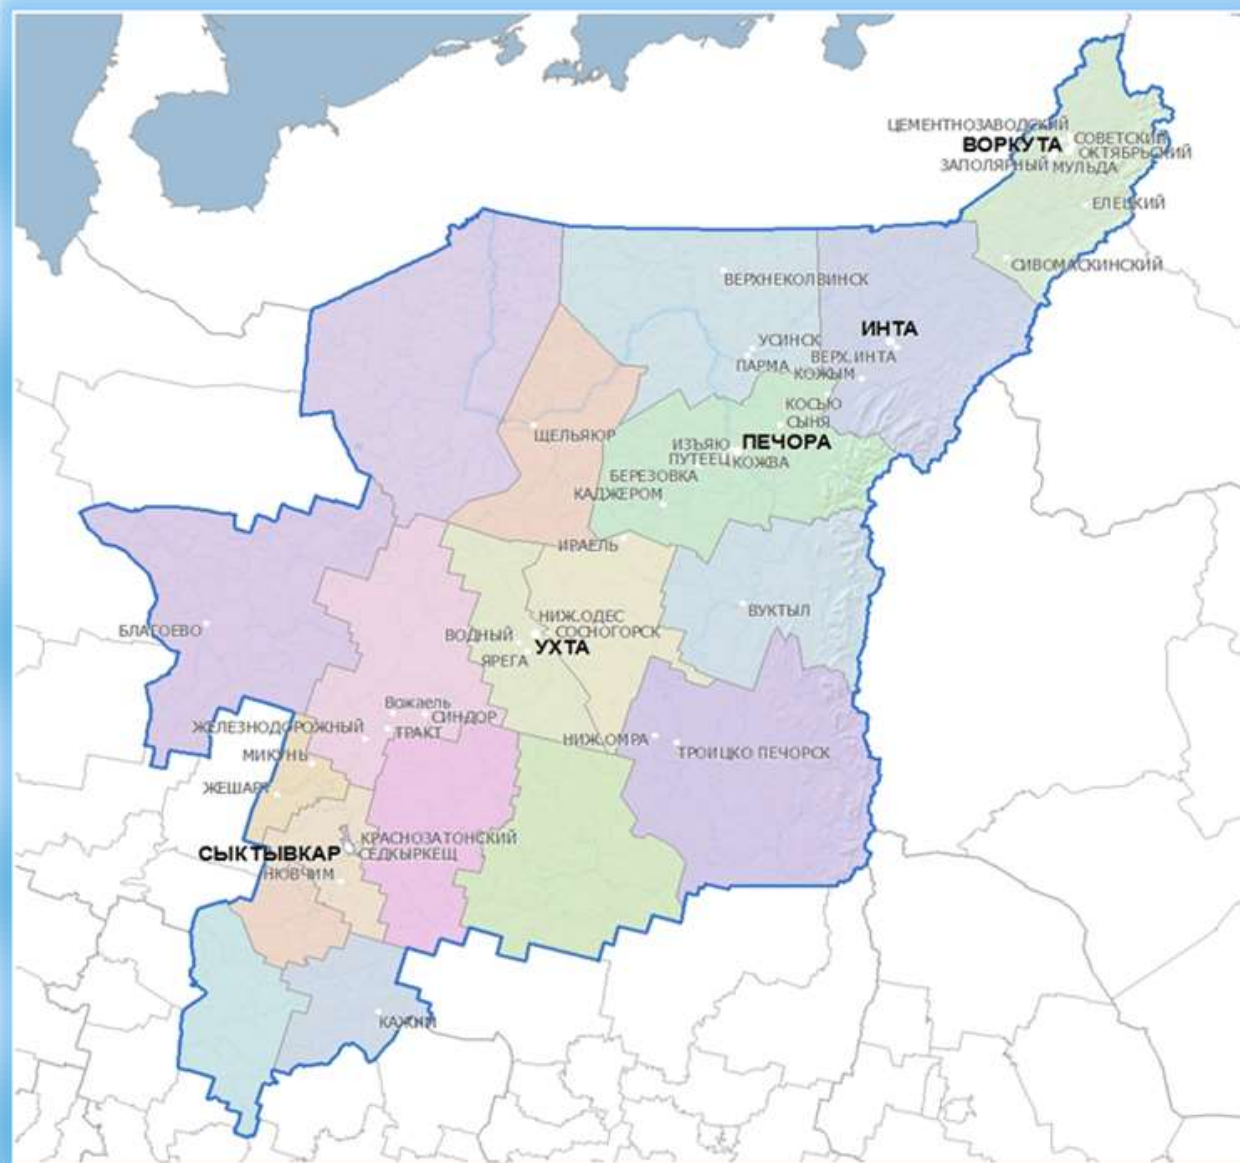 ЦЕМЕНТНОЗАВОДСКИЙ
ВОРКУТА
СОВЕТСКИЙ
ОКТЯБРЬСКИЙ
ЗАПОЛЯРНЫЙ
МУЛЬДА
ЕЛЕЦКИЙ
СИВОМАСКИНСКИЙ
ВЕРХНЕКОЛВИНСК
ИНТА
УСИНСК
ВЕРХ.ИНТА
ПАРМА
КОЖЫМ
КОСЬЮ
СЫНЯ
ЩЕЛЬЯЮР
ИЗЪЯЮ
ПЕЧОРА
ПУТЕЕЦ
КОЖВА
БЕРЕЗОВКА
КАДЖЕРОМ
ИРАЕЛЬ
ВУКТЫЛ
НИЖ.ОДЕС
БЛАГОЕВО
ВОДНЫЙ
СОСНОГОРСК
УХТА
ЯРЕГА
Вожаель
СИНДОР
ЖЕЛЕЗНОДОРОЖНЫЙ
ТРАКТ
НИЖ.ОМРА
ТРОИЦКО ПЕЧОРСК
МИКУНЬ
ЖЕШАРТ
КРАСНОЗАТОНСКИЙ
СЫКТЫВКАР
СЕДКЫРКЕЩ
НЮВЧИМ
КАЖИМ